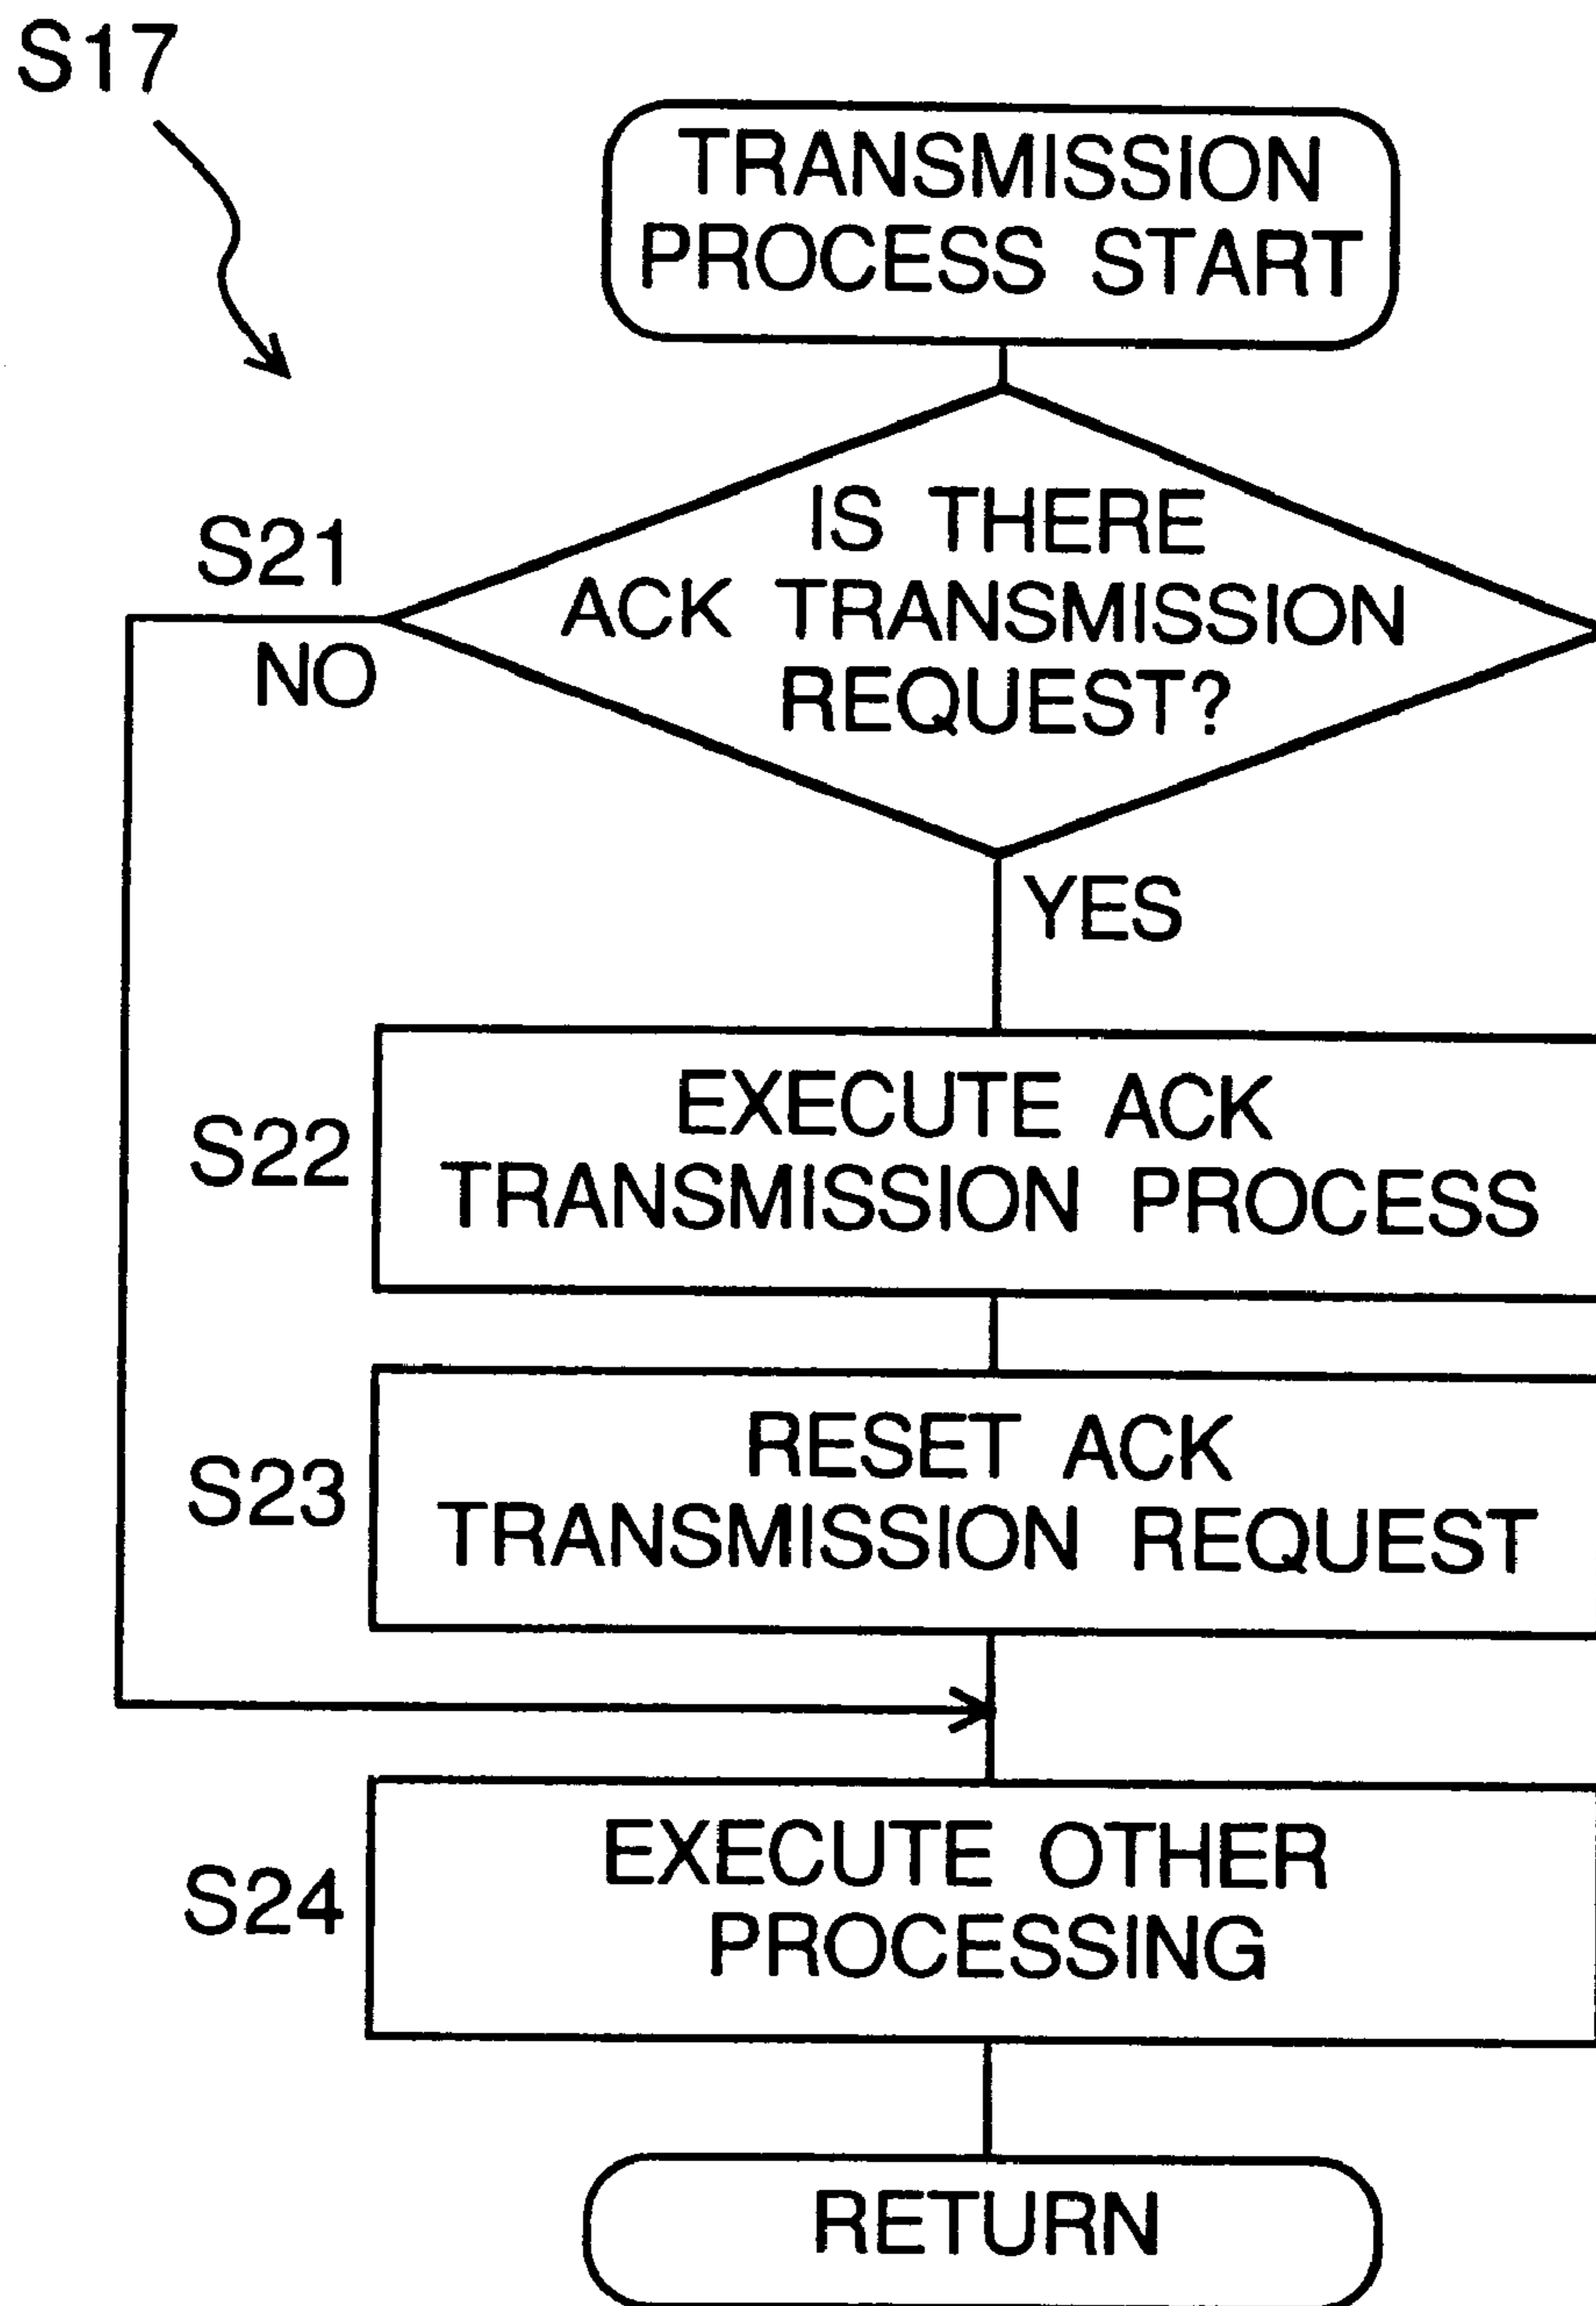 S17
TRANSMISSION
PROCESS START
IS THERE
ACK TRANSMISSION
REQUEST?
S21
NO
YES
S22
EXECUTE ACK
TRANSMISSION PROCESS
S23
RESET ACK
TRANSMISSION REQUEST
S24
EXECUTE OTHER
PROCESSING
RETURN